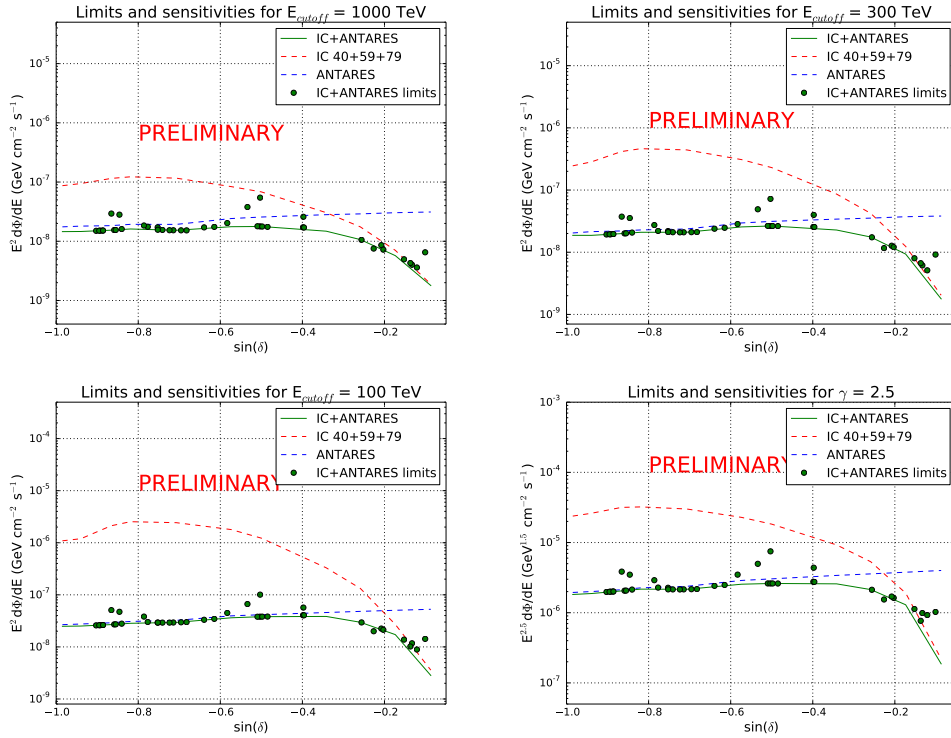 Limits and sensitivities for E_cutoff = 1000 TeV
IC+ANTARES
IC 40+59+79
ANTARES
IC+ANTARES limits
PRELIMINARY
10⁻⁵
10⁻⁶
10⁻⁷
10⁻⁸
10⁻⁹
E² dΦ/dE (GeV cm⁻² s⁻¹)
−1.0 −0.8 −0.6 −0.4 −0.2
sin(δ)
Limits and sensitivities for E_cutoff = 300 TeV
IC+ANTARES
IC 40+59+79
ANTARES
IC+ANTARES limits
PRELIMINARY
10⁻⁵
10⁻⁶
10⁻⁷
10⁻⁸
10⁻⁹
E² dΦ/dE (GeV cm⁻² s⁻¹)
−1.0 −0.8 −0.6 −0.4 −0.2
sin(δ)
Limits and sensitivities for E_cutoff = 100 TeV
IC+ANTARES
IC 40+59+79
ANTARES
IC+ANTARES limits
PRELIMINARY
10⁻⁴
10⁻⁵
10⁻⁶
10⁻⁷
10⁻⁸
10⁻⁹
E² dΦ/dE (GeV cm⁻² s⁻¹)
−1.0 −0.8 −0.6 −0.4 −0.2
sin(δ)
Limits and sensitivities for γ = 2.5
IC+ANTARES
IC 40+59+79
ANTARES
IC+ANTARES limits
PRELIMINARY
10⁻³
10⁻⁴
10⁻⁵
10⁻⁶
10⁻⁷
E²·⁵ dΦ/dE (GeV¹·⁵ cm⁻² s⁻¹)
−1.0 −0.8 −0.6 −0.4 −0.2
sin(δ)